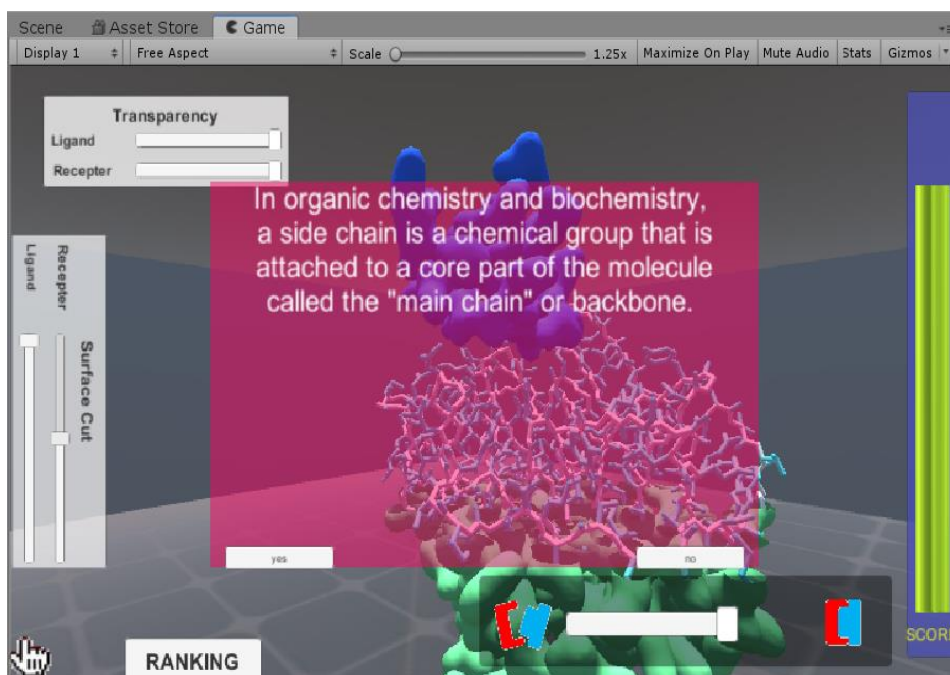 Scene Asset Store Game
Display 1 Free Aspect Scale 1.25x Maximize On Play Mute Audio Stats Gizmos
Transparency
Ligand
Recepter
In organic chemistry and biochemistry,
a side chain is a chemical group that is
attached to a core part of the molecule
called the "main chain" or backbone.
Ligand
Recepter
Surface Cut
yes
no
SCOR
RANKING